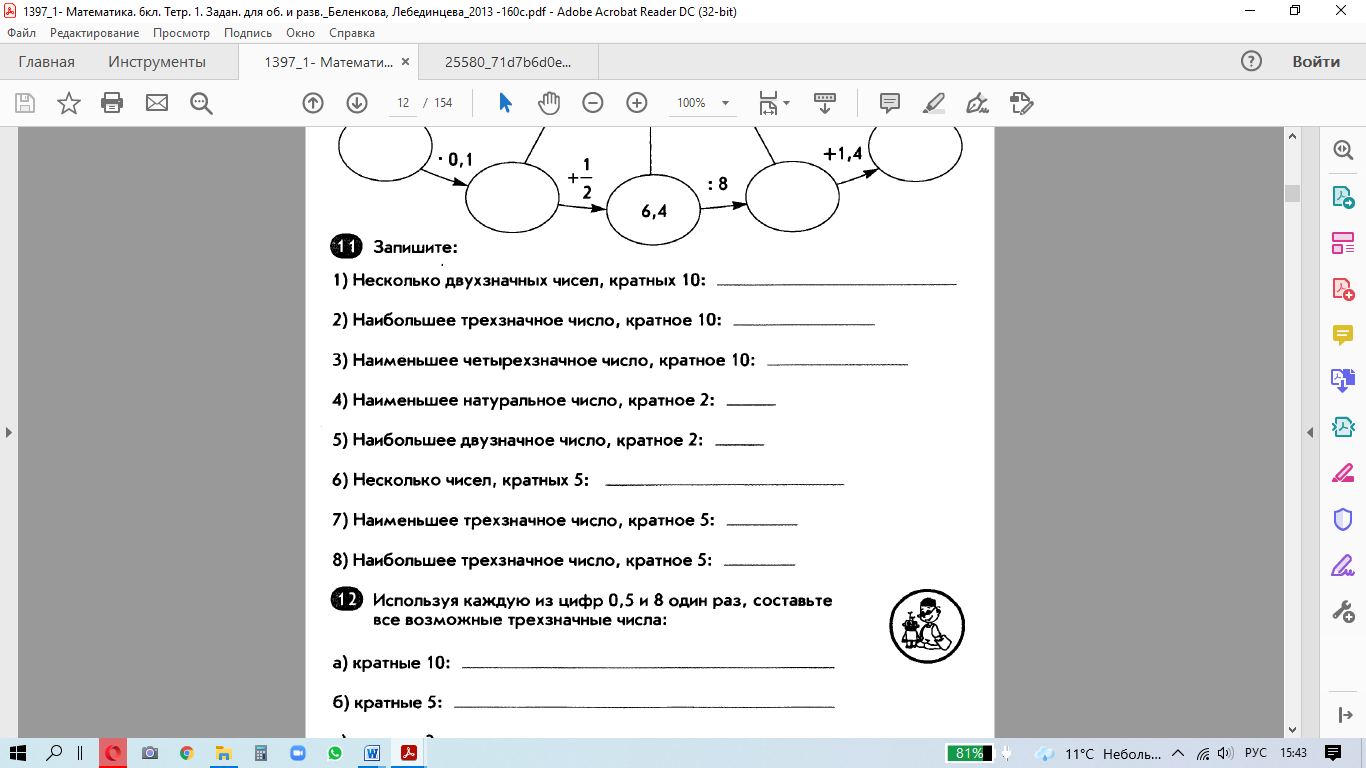 1397_1- Математика. 6кл. Тетр. 1. Задан. для об. и разв._Беленкова, Лебединцева_2013 -160с.pdf - Adobe Acrobat Reader DC (32-bit)
Файл Редактирование Просмотр Подпись Окно Справка
Главная Инструменты 1397_1- Математи... × 25580_71d7b6d0e... Войти
12 / 154 100%
· 0,1
+1/2
6,4
: 8
+1,4
11 Запишите:
1) Несколько двухзначных чисел, кратных 10:
2) Наибольшее трехзначное число, кратное 10:
3) Наименьшее четырехзначное число, кратное 10:
4) Наименьшее натуральное число, кратное 2:
5) Наибольшее двузначное число, кратное 2:
6) Несколько чисел, кратных 5:
7) Наименьшее трехзначное число, кратное 5:
8) Наибольшее трехзначное число, кратное 5:
12 Используя каждую из цифр 0,5 и 8 один раз, составьте
все возможные трехзначные числа:
а) кратные 10:
б) кратные 5:
81% 11°C Неболь... РУС 15:43